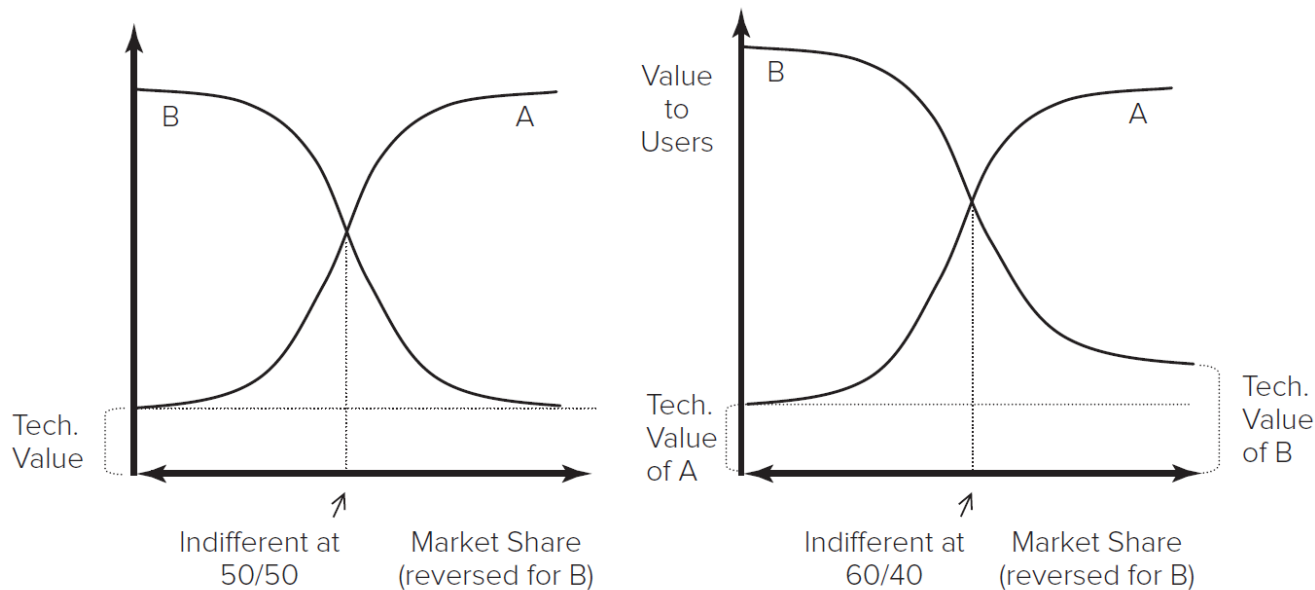 B
A
Tech.
Value
Indifferent at
50/50
Market Share
(reversed for B)
Value
to
Users
B
A
Tech.
Value
of A
Tech.
Value
of B
Indifferent at
60/40
Market Share
(reversed for B)